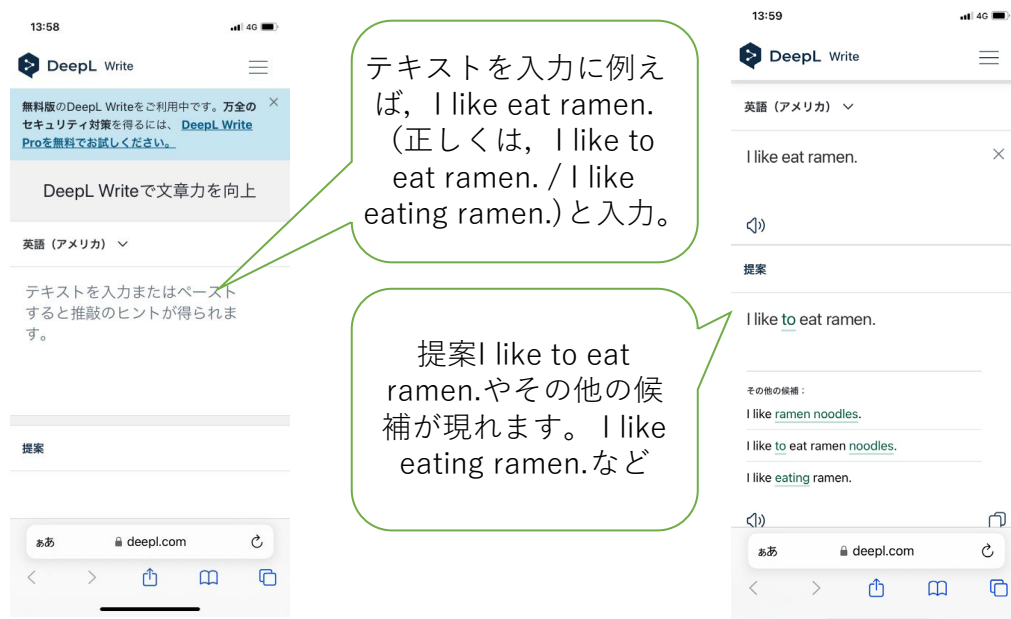 13:58
4G
DeepL Write
無料版のDeepL Writeをご利用中です。万全の
セキュリティ対策を得るには、 DeepL Write
Proを無料でお試しください。
×
DeepL Writeで文章力を向上
英語（アメリカ）
テキストを入力またはペースト
すると推敲のヒントが得られま
す。
提案
ぁあ
deepl.com
テキストを入力に例え
ば，I like eat ramen.
（正しくは，I like to
eat ramen. / I like
eating ramen.)と入力。
提案I like to eat
ramen.やその他の候
補が現れます。 I like
eating ramen.など
13:59
4G
DeepL Write
英語（アメリカ）
I like eat ramen.
×
提案
I like to eat ramen.
その他の候補：
I like ramen noodles.
I like to eat ramen noodles.
I like eating ramen.
ぁあ
deepl.com